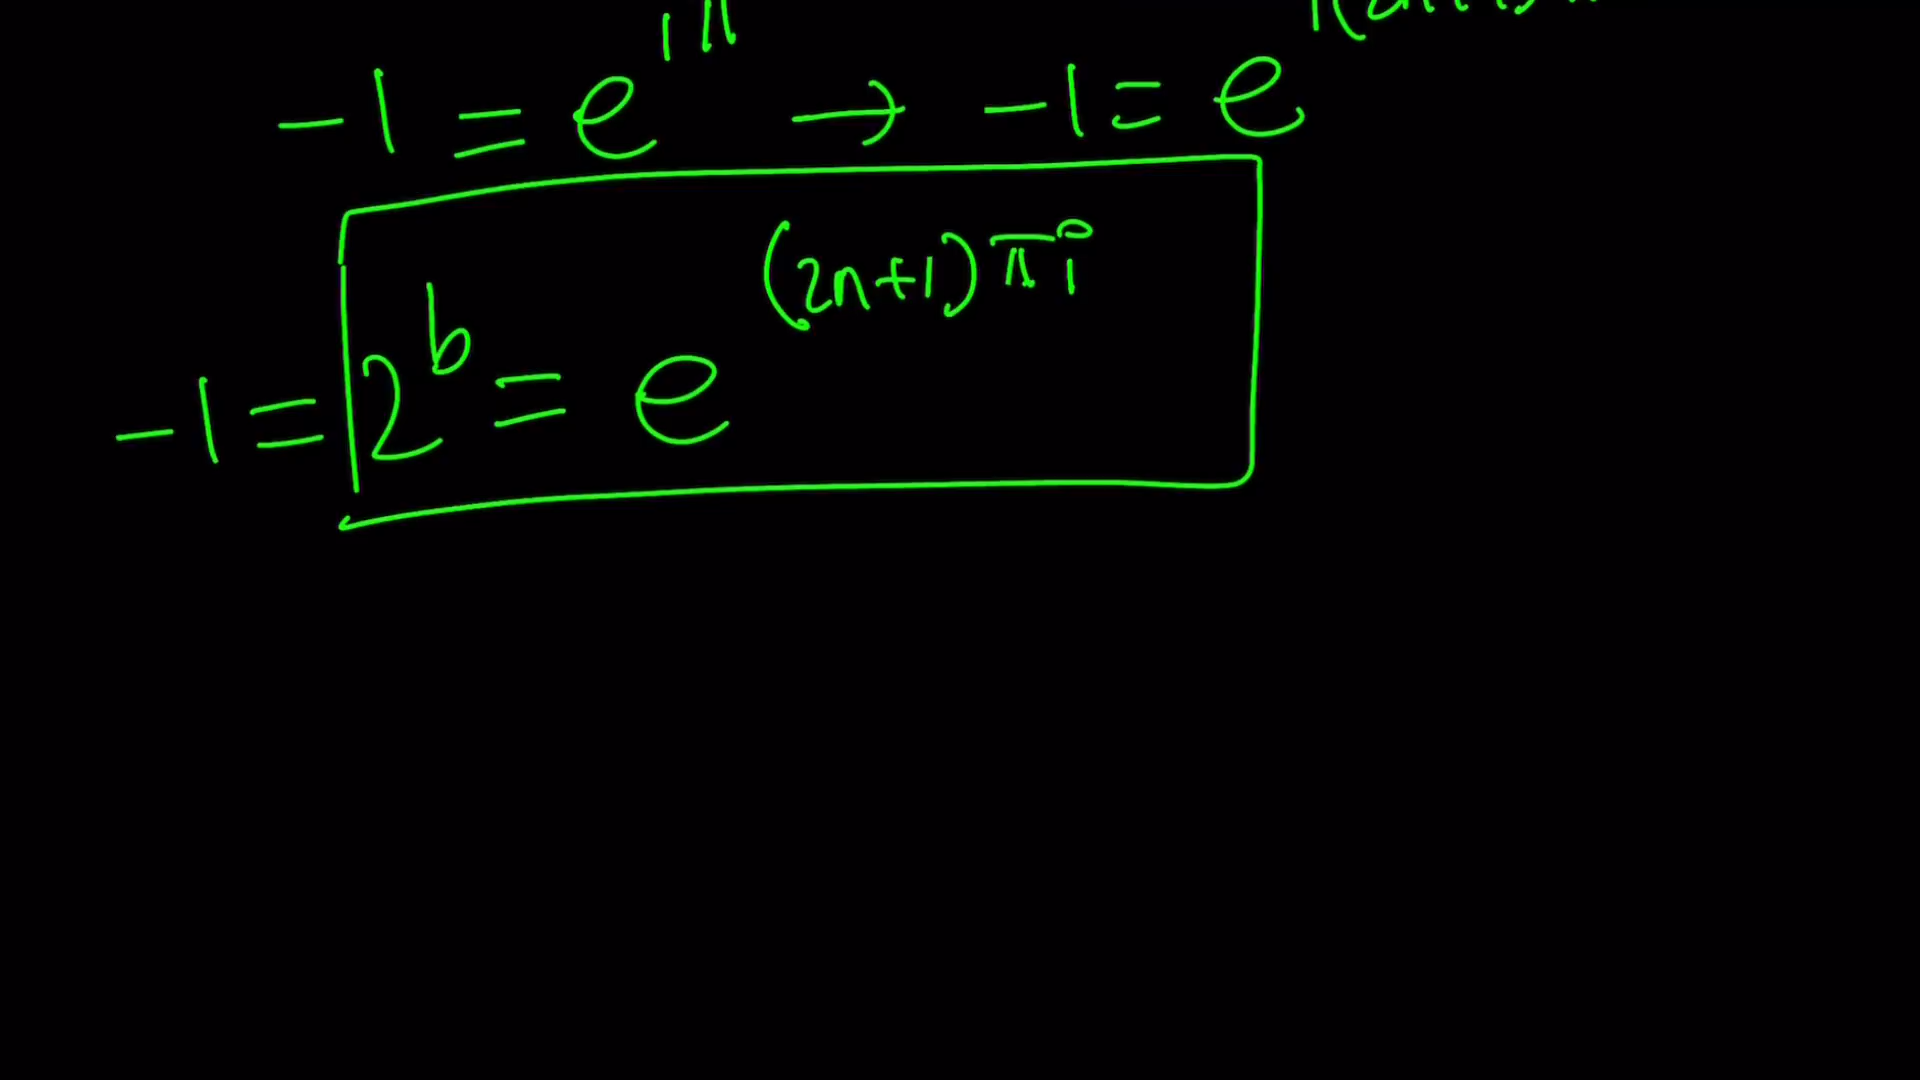 -1 = e^{iπ} → -1 = e
-1 = 2^b = e^{(2n+1)πi}